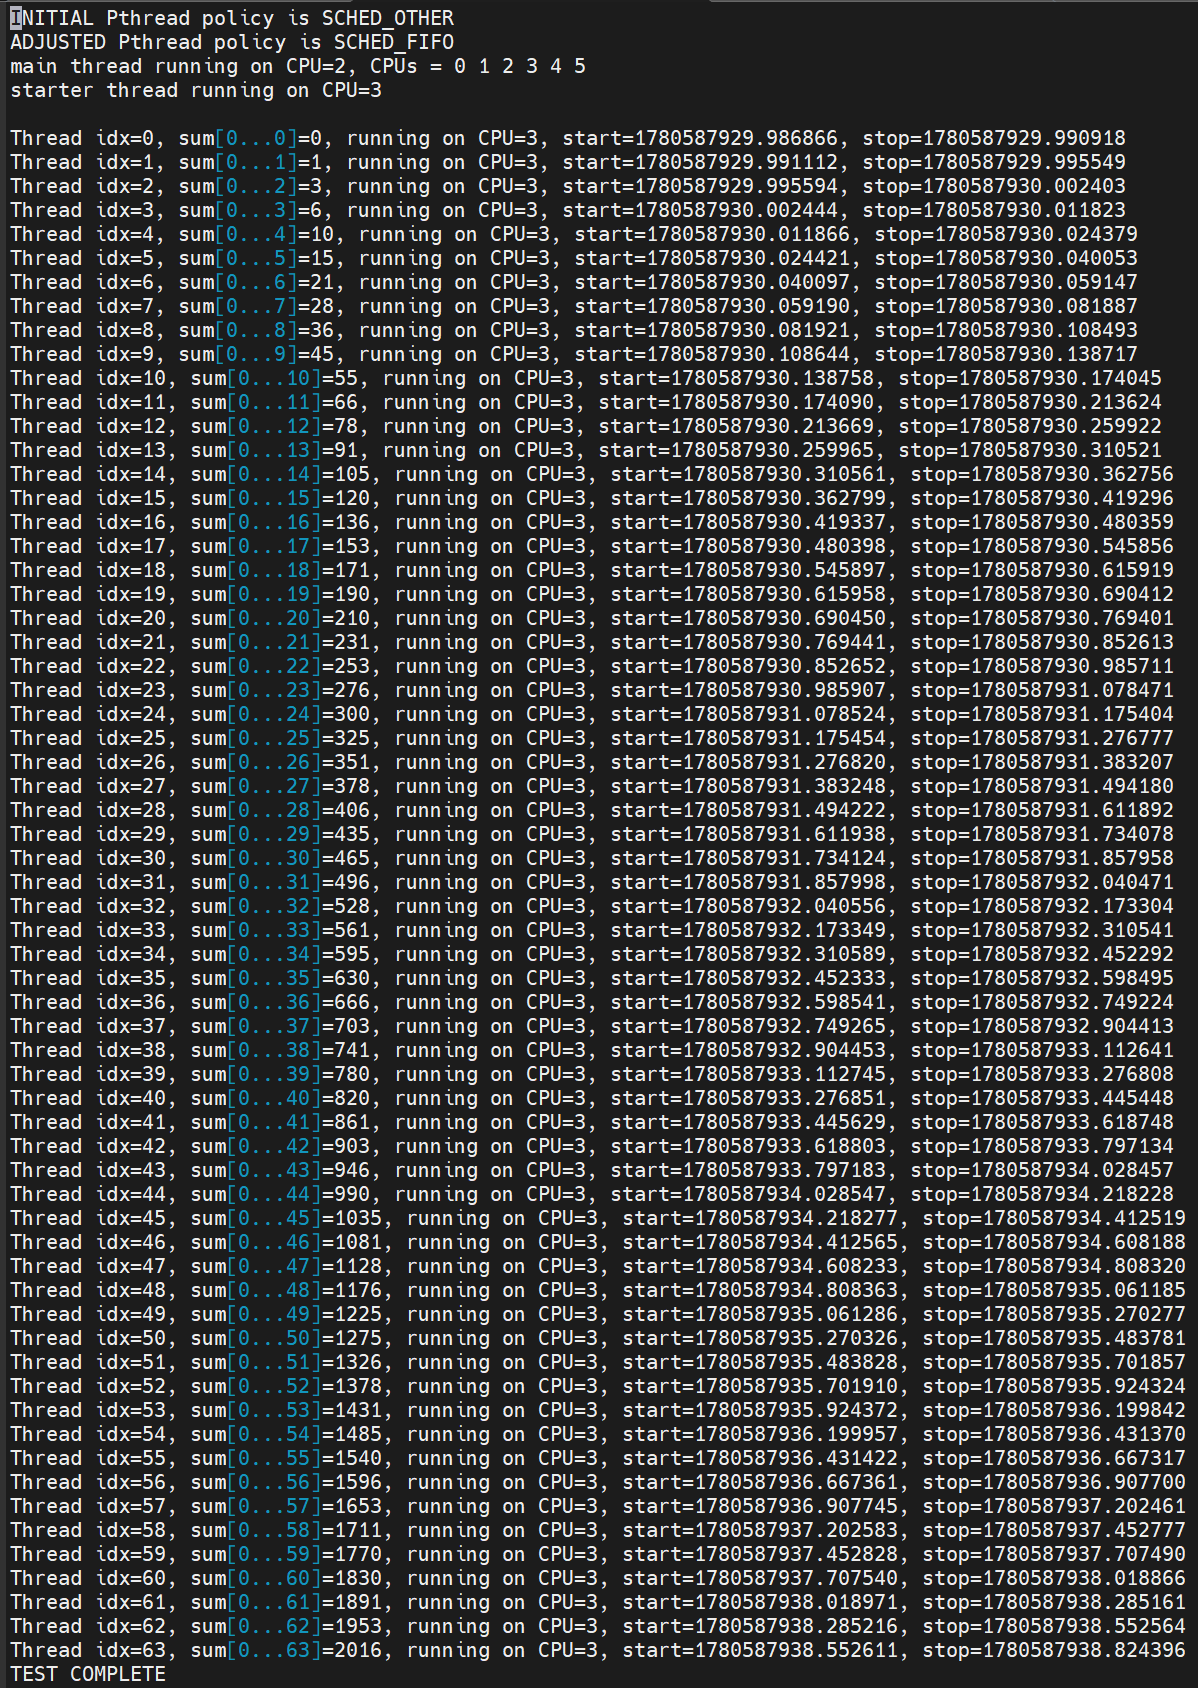 INITIAL Pthread policy is SCHED_OTHER
ADJUSTED Pthread policy is SCHED_FIFO
main thread running on CPU=2, CPUs = 0 1 2 3 4 5
starter thread running on CPU=3
Thread idx=0, sum[0...0]=0, running on CPU=3, start=1780587929.986866, stop=1780587929.990918
Thread idx=1, sum[0...1]=1, running on CPU=3, start=1780587929.991112, stop=1780587929.995549
Thread idx=2, sum[0...2]=3, running on CPU=3, start=1780587929.995594, stop=1780587930.002403
Thread idx=3, sum[0...3]=6, running on CPU=3, start=1780587930.002444, stop=1780587930.011823
Thread idx=4, sum[0...4]=10, running on CPU=3, start=1780587930.011866, stop=1780587930.024379
Thread idx=5, sum[0...5]=15, running on CPU=3, start=1780587930.024421, stop=1780587930.040053
Thread idx=6, sum[0...6]=21, running on CPU=3, start=1780587930.040097, stop=1780587930.059147
Thread idx=7, sum[0...7]=28, running on CPU=3, start=1780587930.059190, stop=1780587930.081887
Thread idx=8, sum[0...8]=36, running on CPU=3, start=1780587930.081921, stop=1780587930.108493
Thread idx=9, sum[0...9]=45, running on CPU=3, start=1780587930.108644, stop=1780587930.138717
Thread idx=10, sum[0...10]=55, running on CPU=3, start=1780587930.138758, stop=1780587930.174045
Thread idx=11, sum[0...11]=66, running on CPU=3, start=1780587930.174090, stop=1780587930.213624
Thread idx=12, sum[0...12]=78, running on CPU=3, start=1780587930.213669, stop=1780587930.259922
Thread idx=13, sum[0...13]=91, running on CPU=3, start=1780587930.259965, stop=1780587930.310521
Thread idx=14, sum[0...14]=105, running on CPU=3, start=1780587930.310561, stop=1780587930.362756
Thread idx=15, sum[0...15]=120, running on CPU=3, start=1780587930.362799, stop=1780587930.419296
Thread idx=16, sum[0...16]=136, running on CPU=3, start=1780587930.419337, stop=1780587930.480359
Thread idx=17, sum[0...17]=153, running on CPU=3, start=1780587930.480398, stop=1780587930.545856
Thread idx=18, sum[0...18]=171, running on CPU=3, start=1780587930.545897, stop=1780587930.615919
Thread idx=19, sum[0...19]=190, running on CPU=3, start=1780587930.615958, stop=1780587930.690412
Thread idx=20, sum[0...20]=210, running on CPU=3, start=1780587930.690450, stop=1780587930.769401
Thread idx=21, sum[0...21]=231, running on CPU=3, start=1780587930.769441, stop=1780587930.852613
Thread idx=22, sum[0...22]=253, running on CPU=3, start=1780587930.852652, stop=1780587930.985711
Thread idx=23, sum[0...23]=276, running on CPU=3, start=1780587930.985907, stop=1780587931.078471
Thread idx=24, sum[0...24]=300, running on CPU=3, start=1780587931.078524, stop=1780587931.175404
Thread idx=25, sum[0...25]=325, running on CPU=3, start=1780587931.175454, stop=1780587931.276777
Thread idx=26, sum[0...26]=351, running on CPU=3, start=1780587931.276820, stop=1780587931.383207
Thread idx=27, sum[0...27]=378, running on CPU=3, start=1780587931.383248, stop=1780587931.494180
Thread idx=28, sum[0...28]=406, running on CPU=3, start=1780587931.494222, stop=1780587931.611892
Thread idx=29, sum[0...29]=435, running on CPU=3, start=1780587931.611938, stop=1780587931.734078
Thread idx=30, sum[0...30]=465, running on CPU=3, start=1780587931.734124, stop=1780587931.857958
Thread idx=31, sum[0...31]=496, running on CPU=3, start=1780587931.857998, stop=1780587932.040471
Thread idx=32, sum[0...32]=528, running on CPU=3, start=1780587932.040556, stop=1780587932.173304
Thread idx=33, sum[0...33]=561, running on CPU=3, start=1780587932.173349, stop=1780587932.310541
Thread idx=34, sum[0...34]=595, running on CPU=3, start=1780587932.310589, stop=1780587932.452292
Thread idx=35, sum[0...35]=630, running on CPU=3, start=1780587932.452333, stop=1780587932.598495
Thread idx=36, sum[0...36]=666, running on CPU=3, start=1780587932.598541, stop=1780587932.749224
Thread idx=37, sum[0...37]=703, running on CPU=3, start=1780587932.749265, stop=1780587932.904413
Thread idx=38, sum[0...38]=741, running on CPU=3, start=1780587932.904453, stop=1780587933.112641
Thread idx=39, sum[0...39]=780, running on CPU=3, start=1780587933.112745, stop=1780587933.276808
Thread idx=40, sum[0...40]=820, running on CPU=3, start=1780587933.276851, stop=1780587933.445448
Thread idx=41, sum[0...41]=861, running on CPU=3, start=1780587933.445629, stop=1780587933.618748
Thread idx=42, sum[0...42]=903, running on CPU=3, start=1780587933.618803, stop=1780587933.797134
Thread idx=43, sum[0...43]=946, running on CPU=3, start=1780587933.797183, stop=1780587934.028457
Thread idx=44, sum[0...44]=990, running on CPU=3, start=1780587934.028547, stop=1780587934.218228
Thread idx=45, sum[0...45]=1035, running on CPU=3, start=1780587934.218277, stop=1780587934.412519
Thread idx=46, sum[0...46]=1081, running on CPU=3, start=1780587934.412565, stop=1780587934.608188
Thread idx=47, sum[0...47]=1128, running on CPU=3, start=1780587934.608233, stop=1780587934.808320
Thread idx=48, sum[0...48]=1176, running on CPU=3, start=1780587934.808363, stop=1780587935.061185
Thread idx=49, sum[0...49]=1225, running on CPU=3, start=1780587935.061286, stop=1780587935.270277
Thread idx=50, sum[0...50]=1275, running on CPU=3, start=1780587935.270326, stop=1780587935.483781
Thread idx=51, sum[0...51]=1326, running on CPU=3, start=1780587935.483828, stop=1780587935.701857
Thread idx=52, sum[0...52]=1378, running on CPU=3, start=1780587935.701910, stop=1780587935.924324
Thread idx=53, sum[0...53]=1431, running on CPU=3, start=1780587935.924372, stop=1780587936.199842
Thread idx=54, sum[0...54]=1485, running on CPU=3, start=1780587936.199957, stop=1780587936.431370
Thread idx=55, sum[0...55]=1540, running on CPU=3, start=1780587936.431422, stop=1780587936.667317
Thread idx=56, sum[0...56]=1596, running on CPU=3, start=1780587936.667361, stop=1780587936.907700
Thread idx=57, sum[0...57]=1653, running on CPU=3, start=1780587936.907745, stop=1780587937.202461
Thread idx=58, sum[0...58]=1711, running on CPU=3, start=1780587937.202583, stop=1780587937.452777
Thread idx=59, sum[0...59]=1770, running on CPU=3, start=1780587937.452828, stop=1780587937.707490
Thread idx=60, sum[0...60]=1830, running on CPU=3, start=1780587937.707540, stop=1780587938.018866
Thread idx=61, sum[0...61]=1891, running on CPU=3, start=1780587938.018971, stop=1780587938.285161
Thread idx=62, sum[0...62]=1953, running on CPU=3, start=1780587938.285216, stop=1780587938.552564
Thread idx=63, sum[0...63]=2016, running on CPU=3, start=1780587938.552611, stop=1780587938.824396
TEST COMPLETE